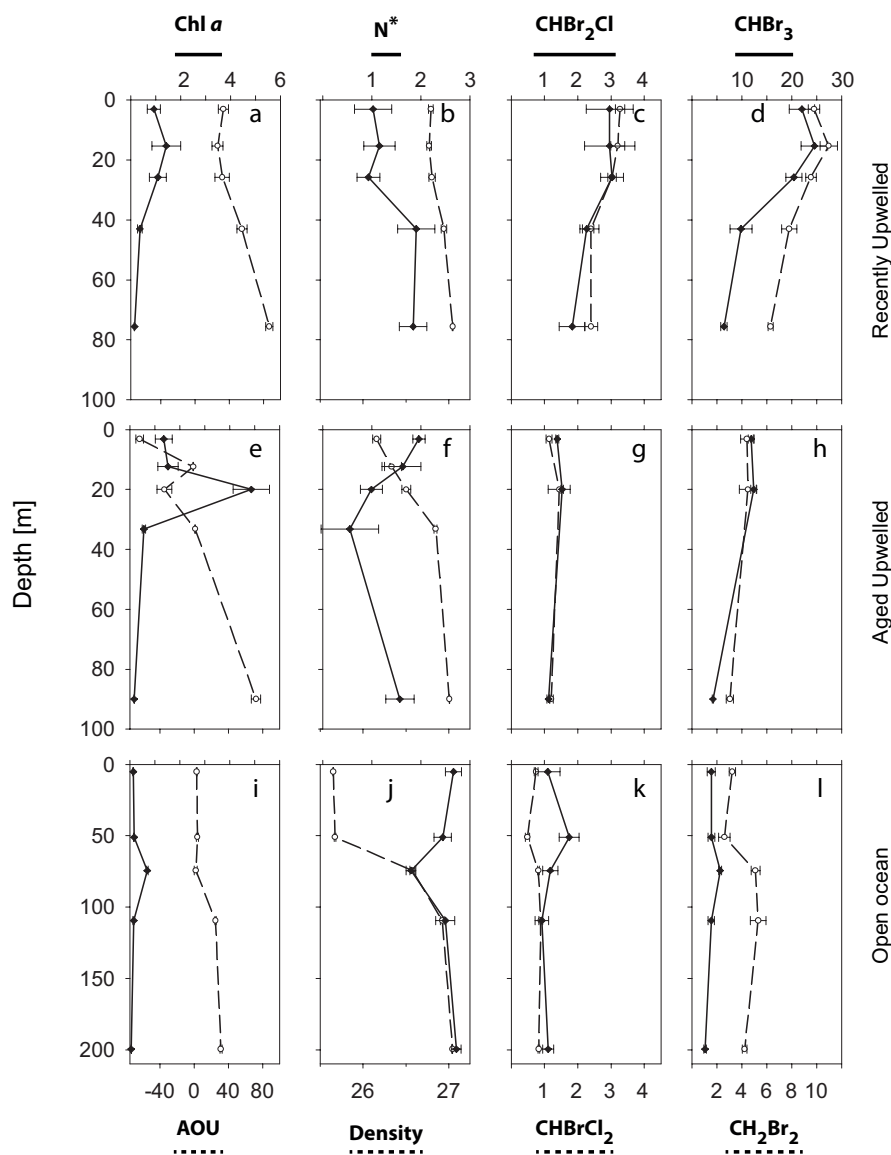 Chl a N* CHBr2Cl CHBr3
2 4 6 1 2 3 1 2 3 4 10 20 30
0 20 40 60 80 100 a b c d Recently Upwelled
0 20 40 60 80 100 e f g h Aged Upwelled
Depth [m]
0 50 100 150 200 i j k l Open ocean
-40 0 40 80 26 27 1 2 3 4 2 4 6 8 10
AOU Density CHBrCl2 CH2Br2